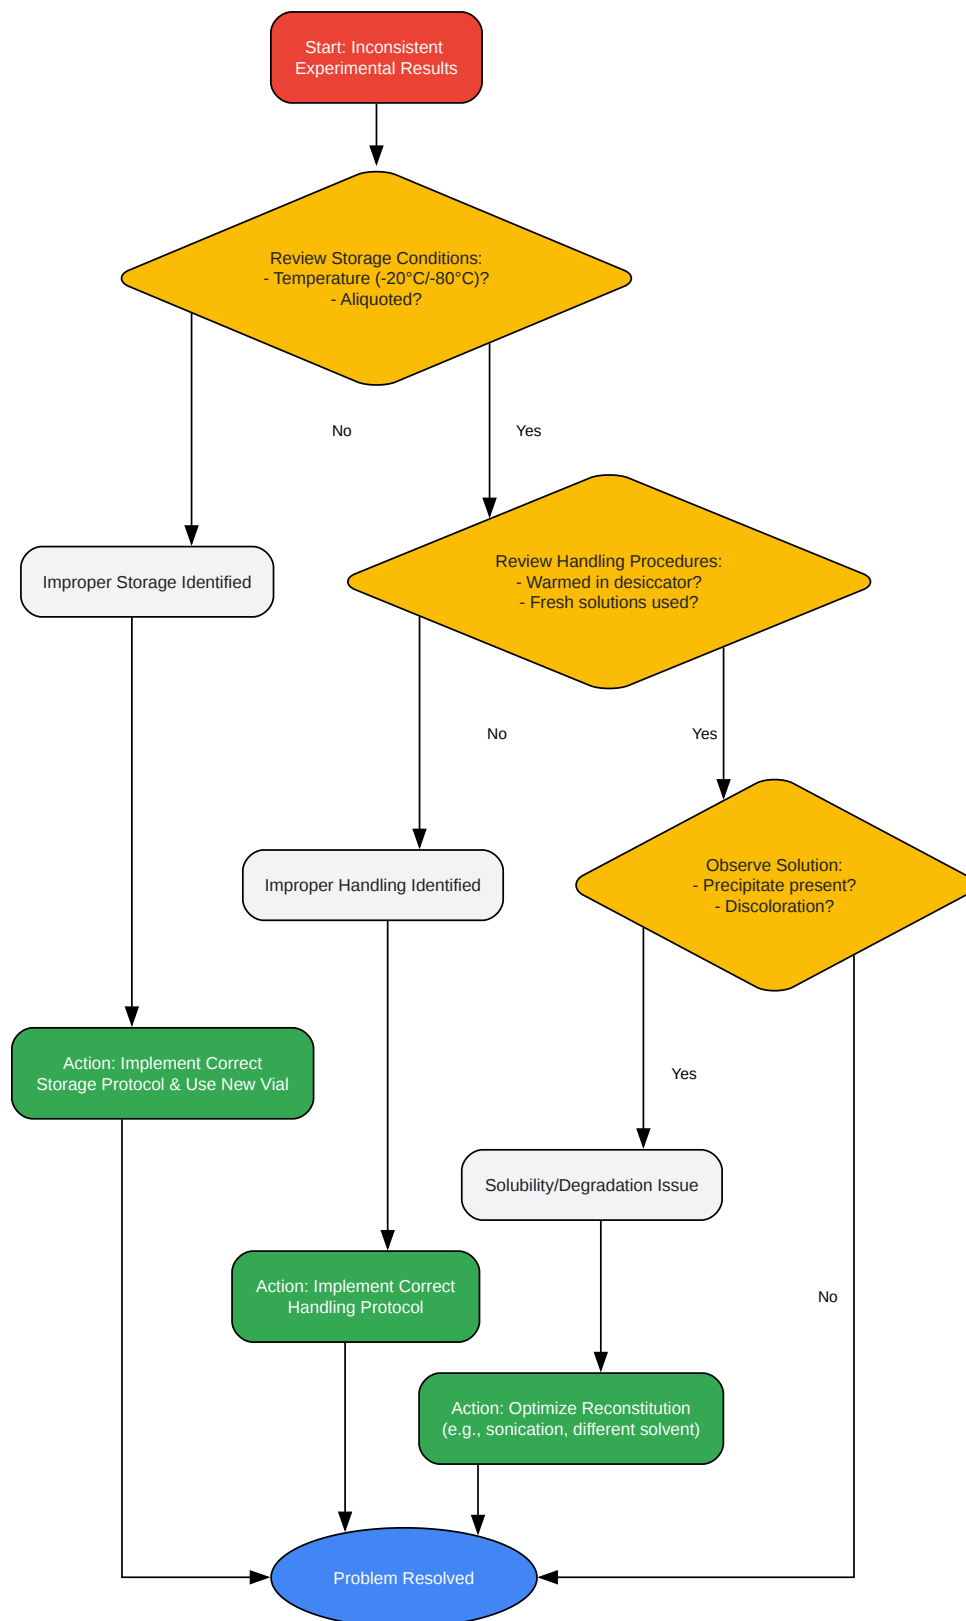 Start: Inconsistent
Experimental Results
Review Storage Conditions:
- Temperature (-20°C/-80°C)?
- Aliquoted?
No
Yes
Review Handling Procedures:
- Warmed in desiccator?
- Fresh solutions used?
Improper Storage Identified
No
Yes
Observe Solution:
- Precipitate present?
- Discoloration?
Improper Handling Identified
Action: Implement Correct
Storage Protocol & Use New Vial
Yes
Solubility/Degradation Issue
Action: Implement Correct
Handling Protocol
No
Action: Optimize Reconstitution
(e.g., sonication, different solvent)
Problem Resolved